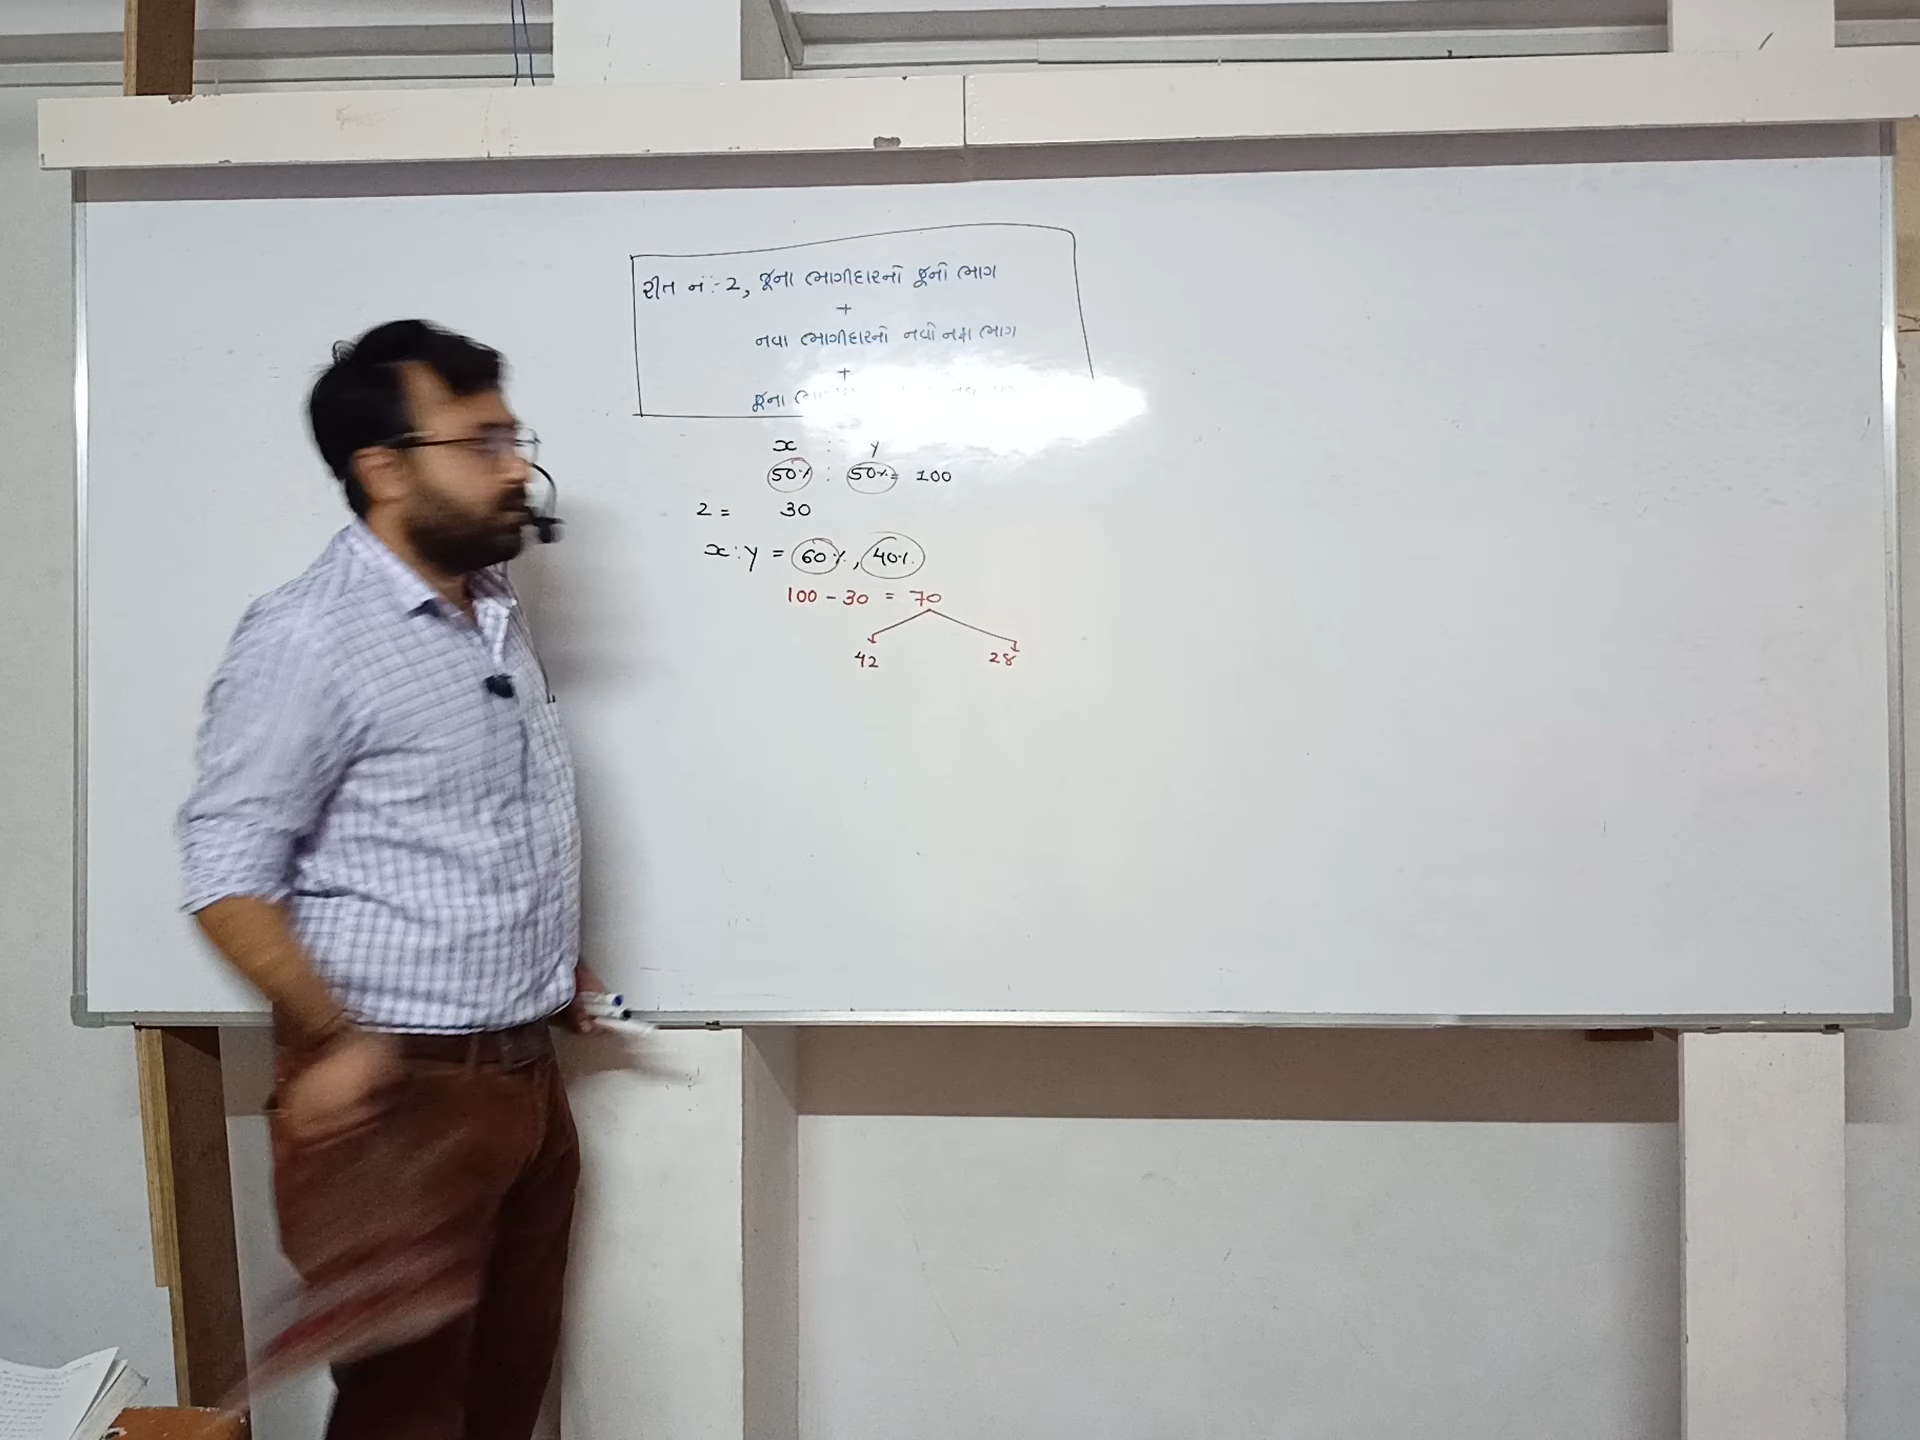 રીત નં:- 2, જૂના ભાગીદારનો જૂનો ભાગ
+
નવા ભાગીદારનો નવો નફા ભાગ
+
જૂના
x : y
50% : 50% = 100
2 = 30
x : y = 60%, 40%.
100 - 30 = 70
42 28